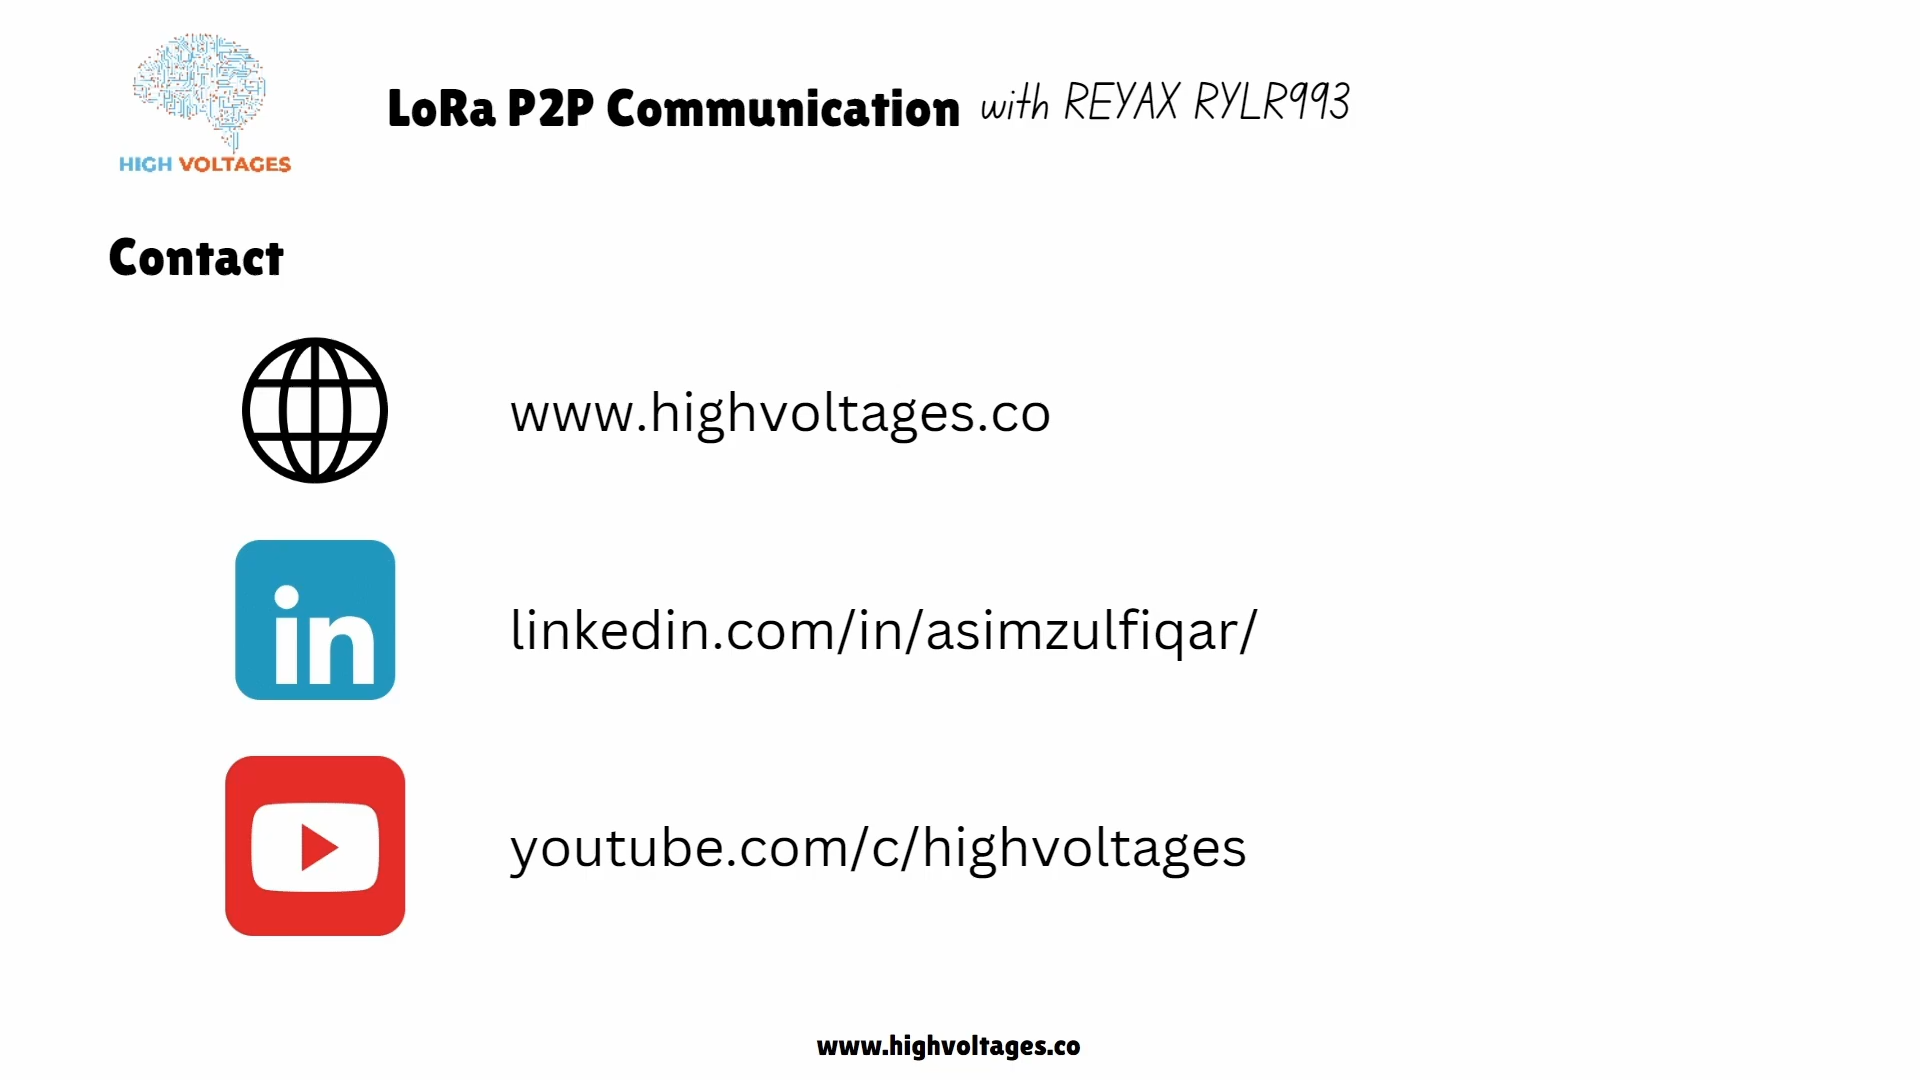 HIGH VOLTAGES
LoRa P2P Communication with REYAX RYLR993
Contact
www.highvoltages.co
in
linkedin.com/in/asimzulfiqar/
youtube.com/c/highvoltages
www.highvoltages.co